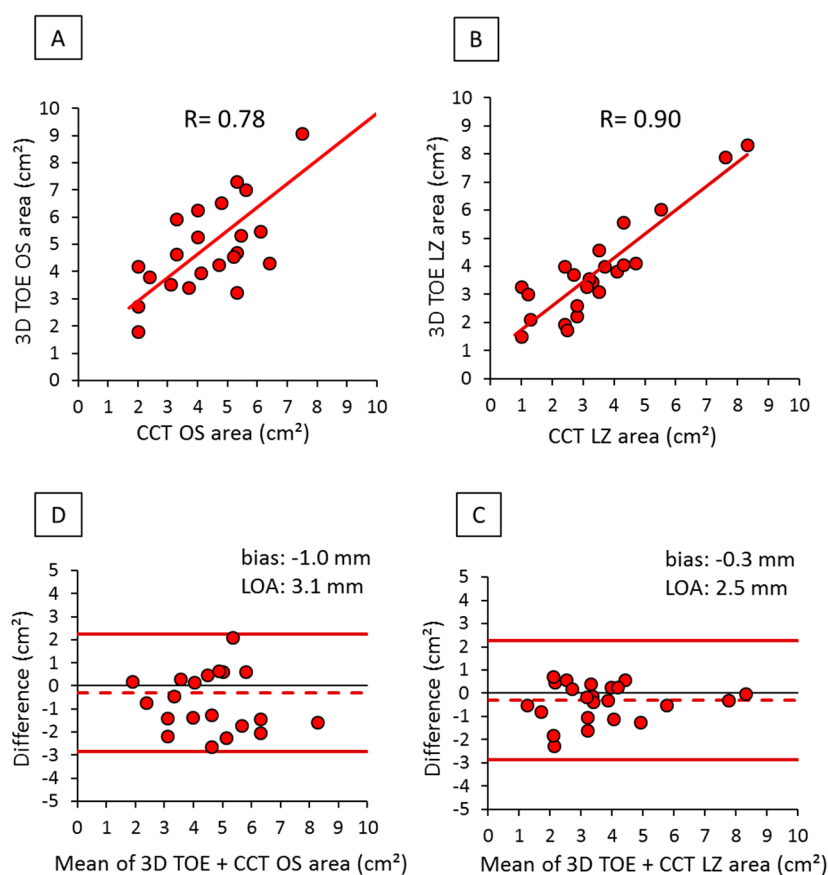 A
R= 0.78
10
9
8
7
6
5
4
3
2
1
0
3D TOE OS area (cm²)
0 1 2 3 4 5 6 7 8 9 10
CCT OS area (cm²)
B
R= 0.90
10
9
8
7
6
5
4
3
2
1
0
3D TOE LZ area (cm²)
0 1 2 3 4 5 6 7 8 9 10
CCT LZ area (cm²)
D
bias: -1.0 mm
LOA: 3.1 mm
5
4
3
2
1
0
-1
-2
-3
-4
-5
Difference (cm²)
0 1 2 3 4 5 6 7 8 9 10
Mean of 3D TOE + CCT OS area (cm²)
C
bias: -0.3 mm
LOA: 2.5 mm
5
4
3
2
1
0
-1
-2
-3
-4
-5
Difference (cm²)
0 1 2 3 4 5 6 7 8 9 10
Mean of 3D TOE + CCT LZ area (cm²)